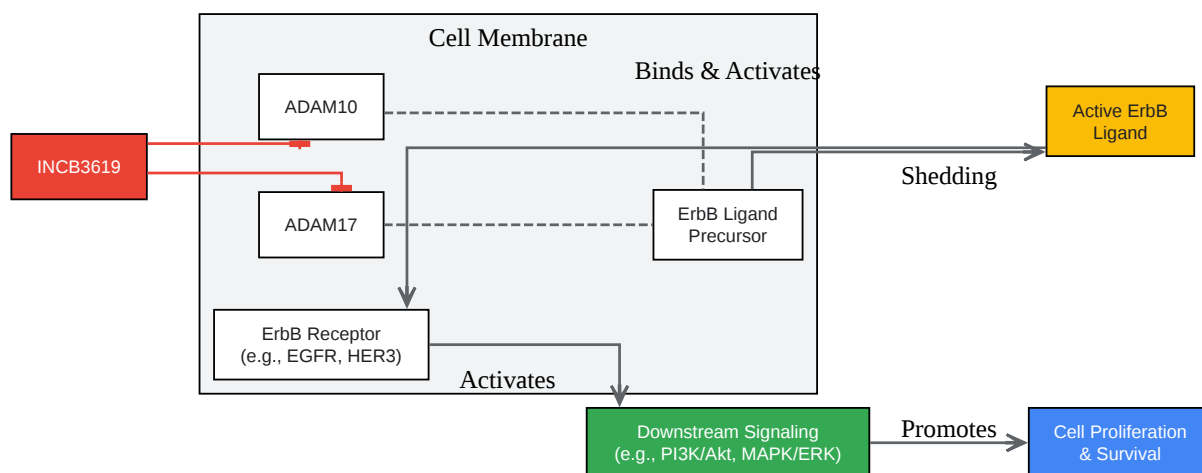 Cell Membrane
Binds & Activates
ADAM10
Active ErbB
Ligand
INCB3619
Shedding
ADAM17
ErbB Ligand
Precursor
ErbB Receptor
(e.g., EGFR, HER3)
Activates
Downstream Signaling
(e.g., PI3K/Akt, MAPK/ERK)
Promotes
Cell Proliferation
& Survival